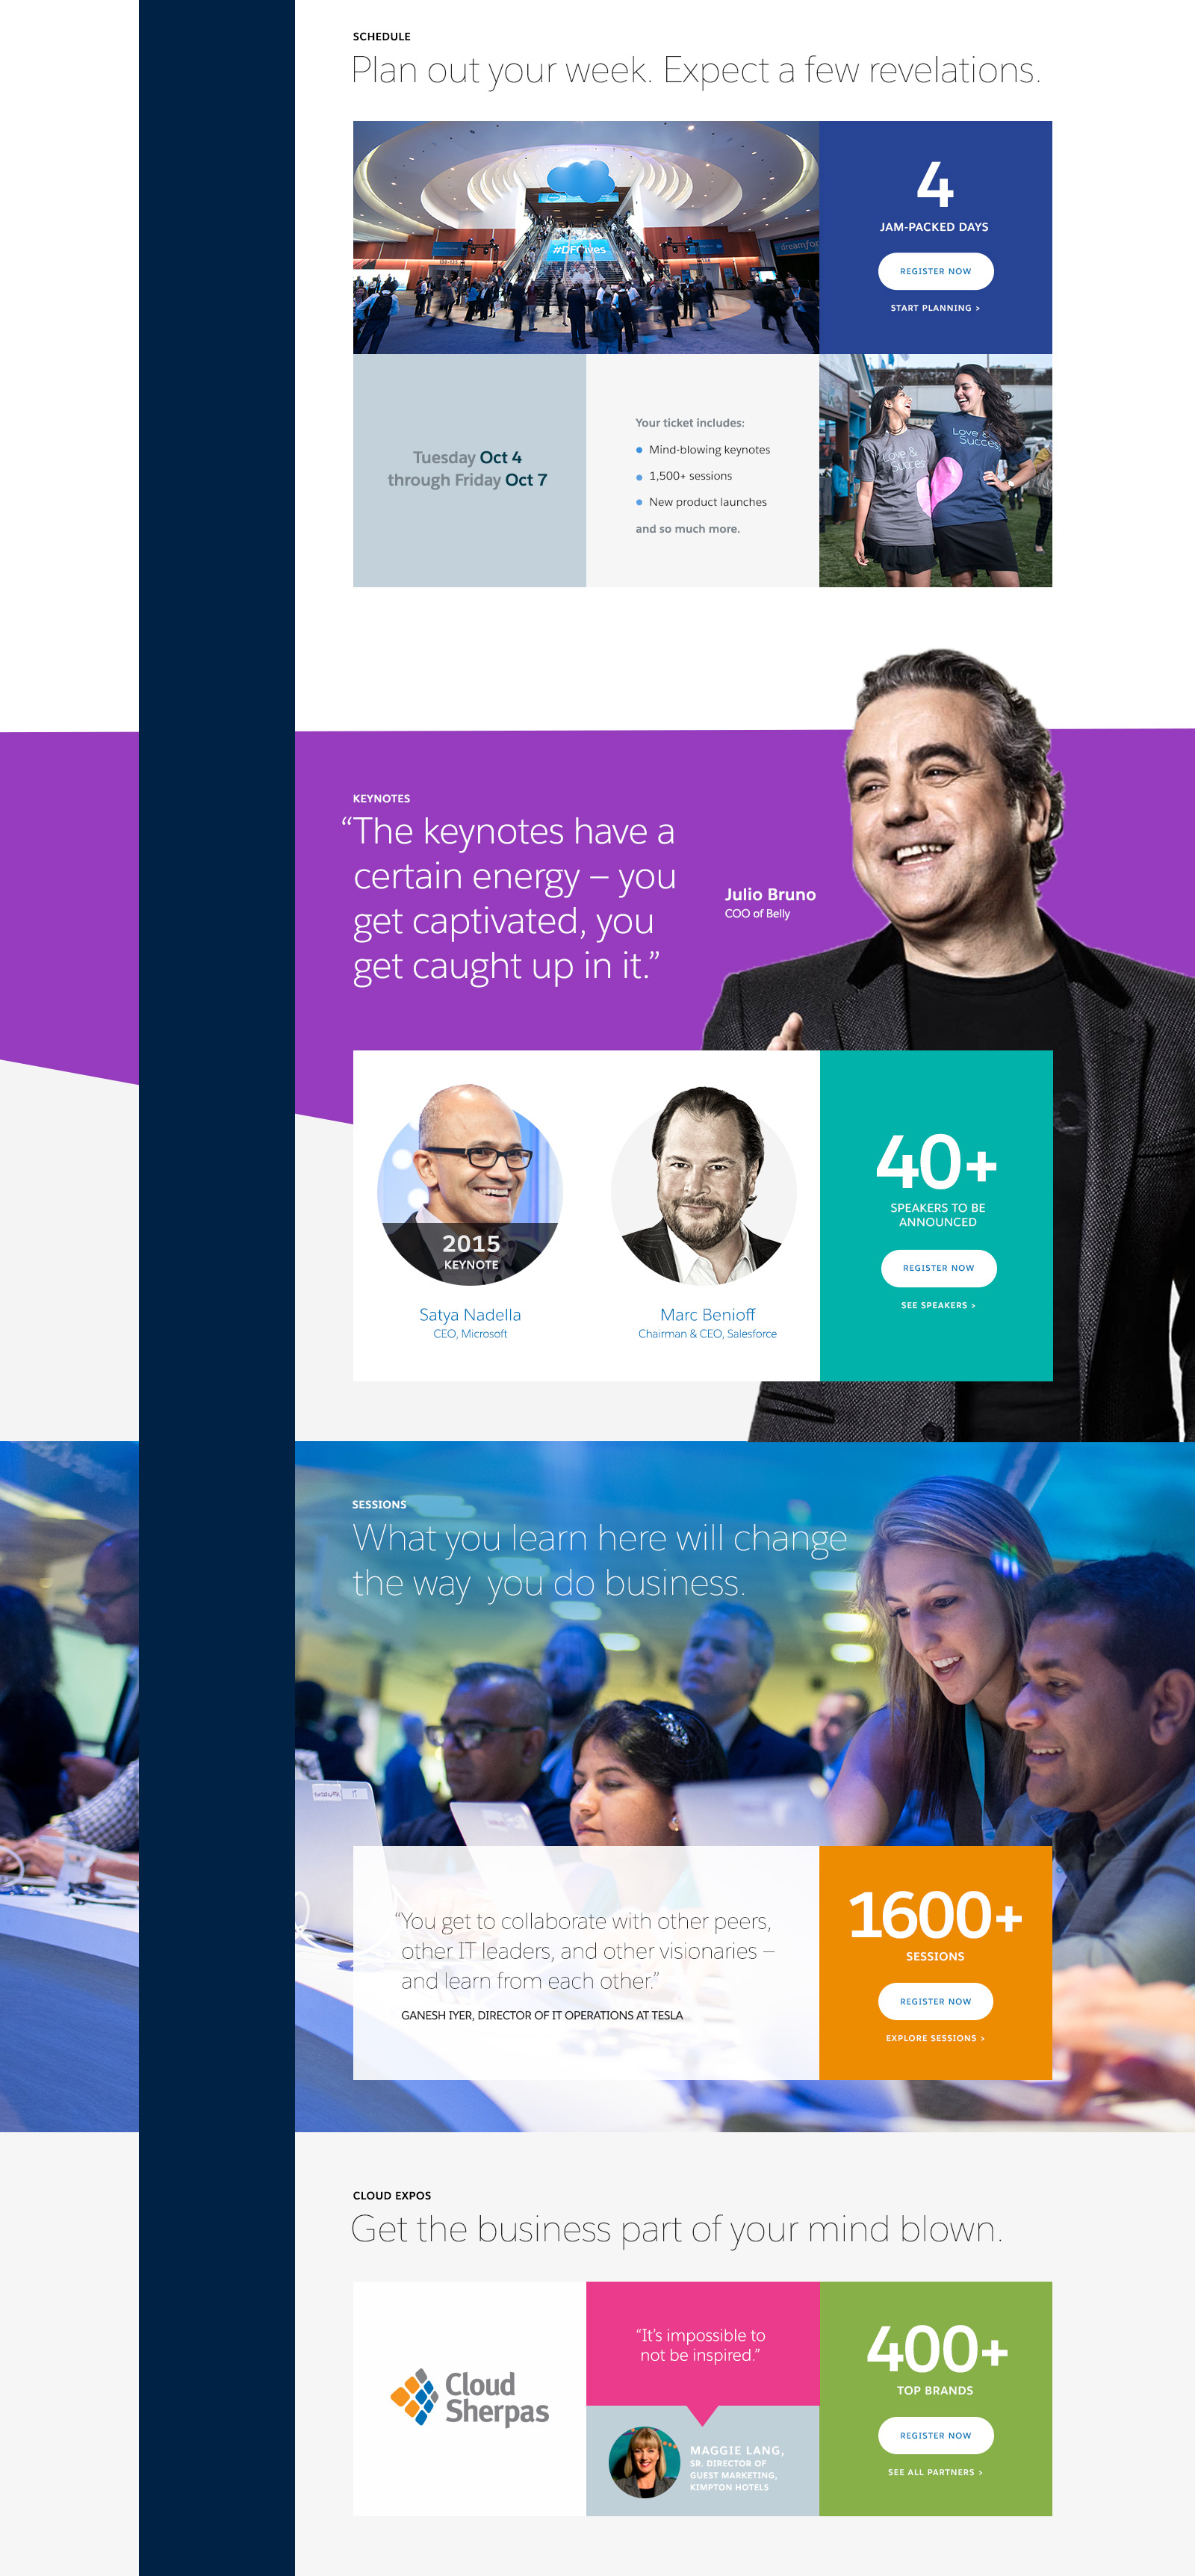 SCHEDULE
Plan out your week. Expect a few revelations.
#DFGives
dreamfor
4
JAM-PACKED DAYS
REGISTER NOW
START PLANNING >
Tuesday Oct 4
through Friday Oct 7
Your ticket includes:
Mind-blowing keynotes
1,500+ sessions
New product launches
and so much more.
Love &
Success
Love &
Success
KEYNOTES
“The keynotes have a
certain energy – you
get captivated, you
get caught up in it.”
Julio Bruno
COO of Belly
2015
KEYNOTE
Satya Nadella
CEO, Microsoft
Marc Benioff
Chairman & CEO, Salesforce
40+
SPEAKERS TO BE
ANNOUNCED
REGISTER NOW
SEE SPEAKERS >
SESSIONS
What you learn here will change
the way you do business.
“You get to collaborate with other peers,
other IT leaders, and other visionaries –
and learn from each other.”
GANESH IYER, DIRECTOR OF IT OPERATIONS AT TESLA
1600+
SESSIONS
REGISTER NOW
EXPLORE SESSIONS >
CLOUD EXPOS
Get the business part of your mind blown.
Cloud
Sherpas
“It’s impossible to
not be inspired.”
MAGGIE LANG,
SR. DIRECTOR OF
GUEST MARKETING,
KIMPTON HOTELS
400+
TOP BRANDS
REGISTER NOW
SEE ALL PARTNERS >